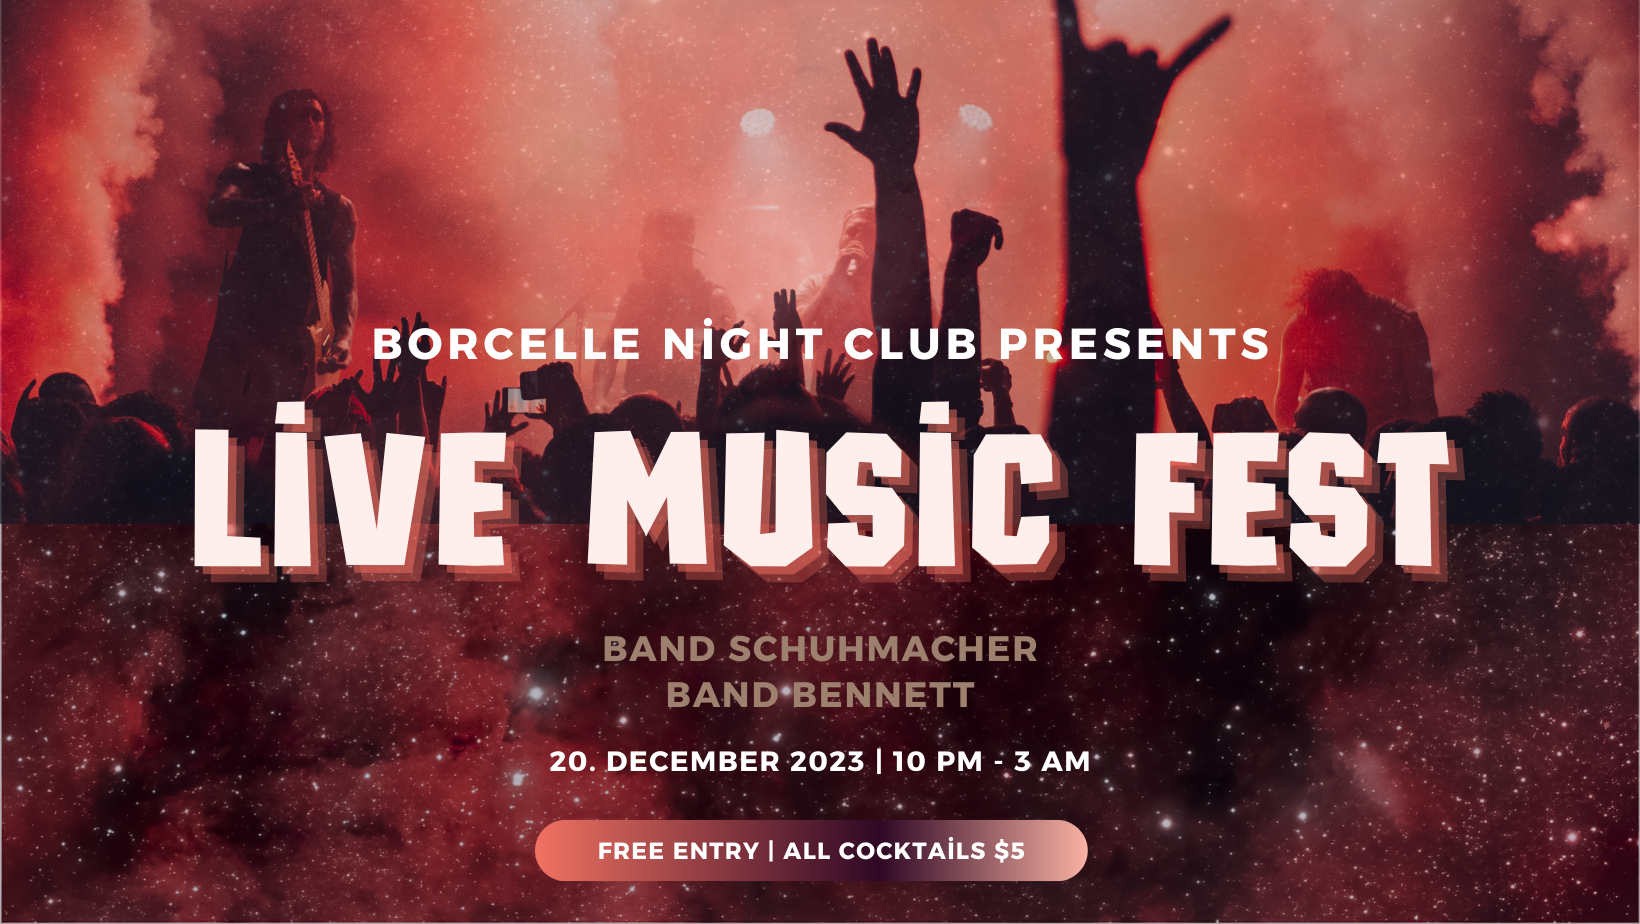 BORCELLE NİGHT CLUB PRESENTS
LİVE MUSİC FEST
BAND SCHUHMACHER
BAND BENNETT
20. DECEMBER 2023 | 10 PM - 3 AM
FREE ENTRY | ALL COCKTAİLS $5